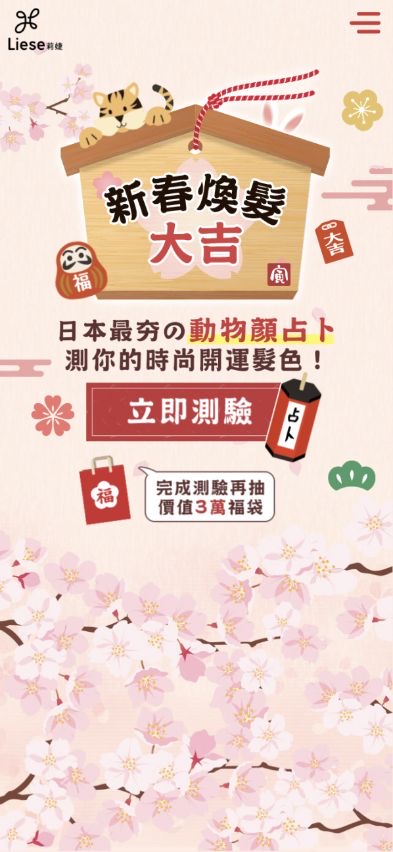 Liese莉婕
新春煥髮
大吉
寅
大吉
福
日本最夯の動物顏占卜
測你的時尚開運髮色！
立即測驗
占卜
福
完成測驗再抽
價值3萬福袋